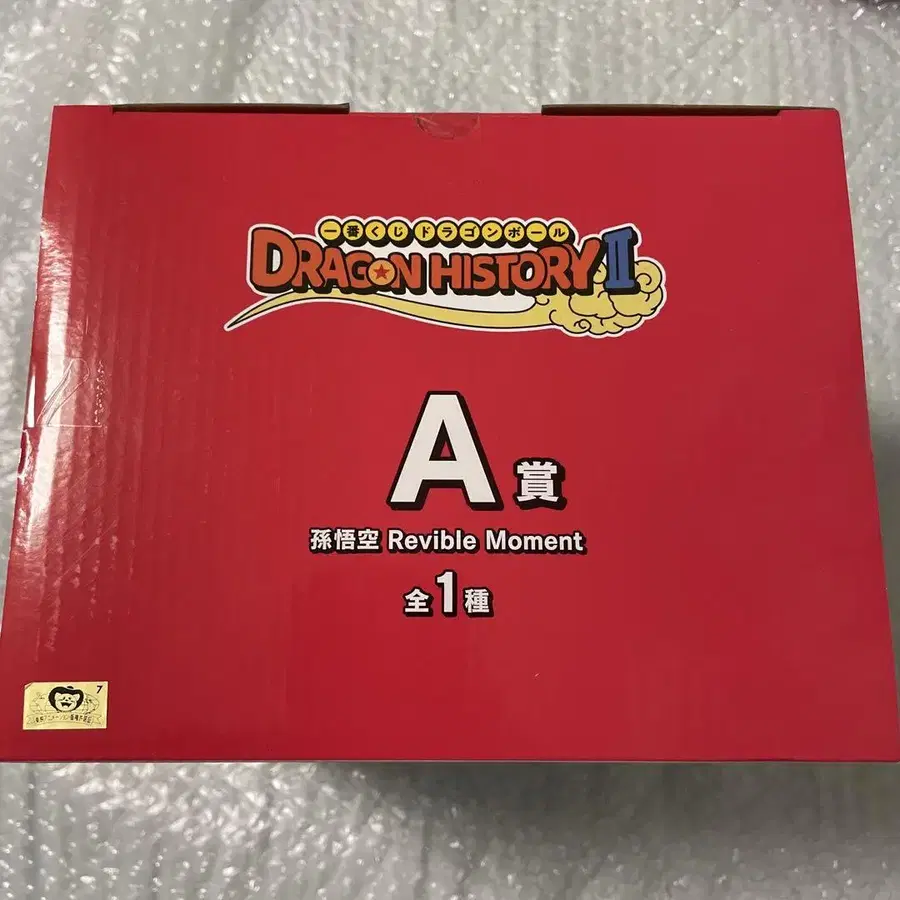 一番くじ ドラゴンボール
DRAGON HISTORY II
A賞
孫悟空 Revible Moment
全1種
7